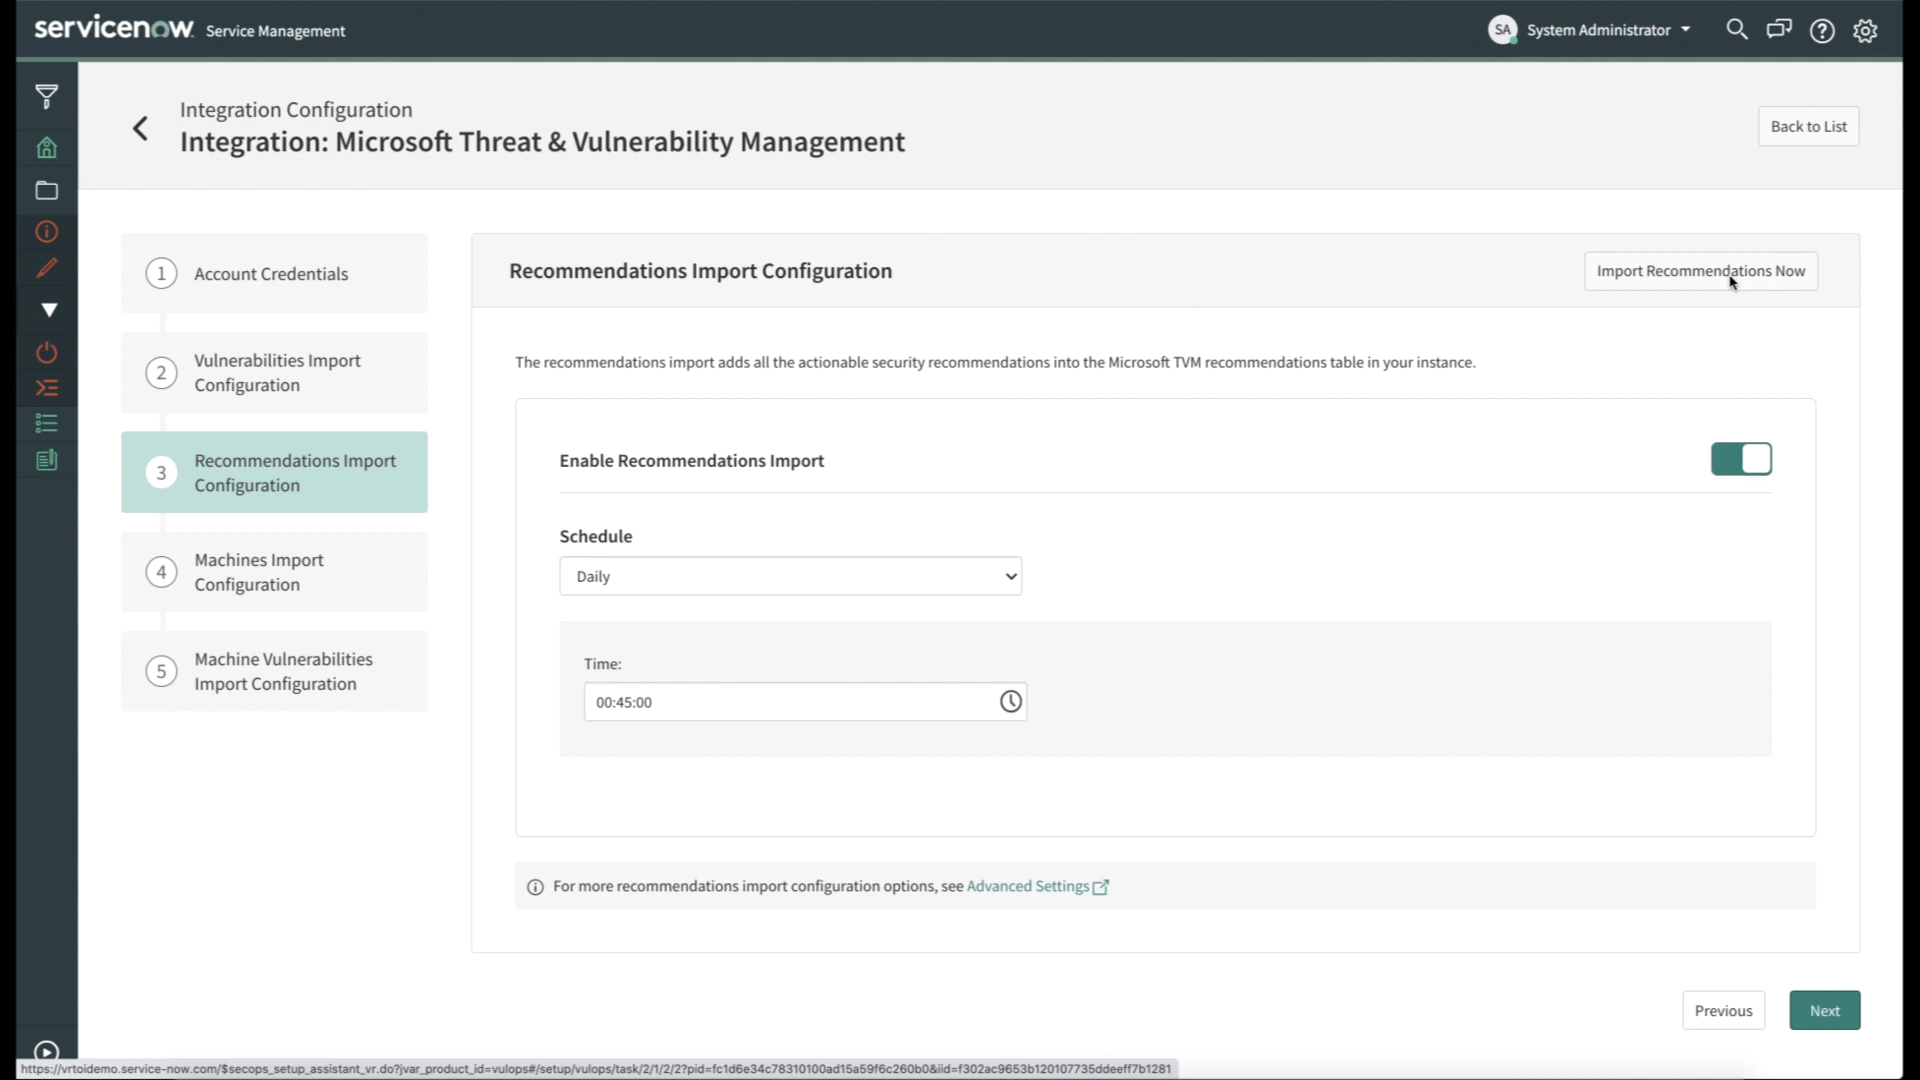 servicenow. Service Management
SA System Administrator
Integration Configuration
Integration: Microsoft Threat & Vulnerability Management
Back to List
1 Account Credentials
2 Vulnerabilities Import
Configuration
3 Recommendations Import
Configuration
4 Machines Import
Configuration
5 Machine Vulnerabilities
Import Configuration
Recommendations Import Configuration
Import Recommendations Now
The recommendations import adds all the actionable security recommendations into the Microsoft TVM recommendations table in your instance.
Enable Recommendations Import
Schedule
Daily
Time:
00:45:00
For more recommendations import configuration options, see Advanced Settings
Previous
Next
https://vrtoidemo.service-now.com/$secops_setup_assistant_vr.do?jvar_product_id=vulops#/setup/vulops/task/2/1/2/2?pid=fc1d6e34c78310100ad15a59f6c260b0&iid=f302ac9653b120107735ddeeff7b1281